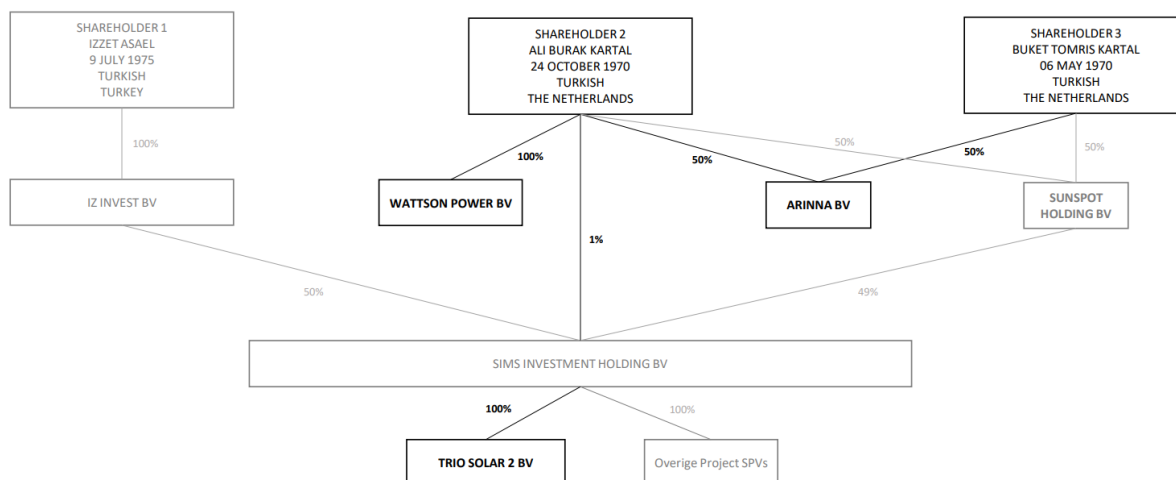 SHAREHOLDER 1
IZZET ASAEL
9 JULY 1975
TURKISH
TURKEY
SHAREHOLDER 2
ALI BURAK KARTAL
24 OCTOBER 1970
TURKISH
THE NETHERLANDS
SHAREHOLDER 3
BUKET TOMRIS KARTAL
06 MAY 1970
TURKISH
THE NETHERLANDS
100%
100%
50%
50%
50%
50%
IZ INVEST BV
WATTSON POWER BV
ARINNA BV
SUNSPOT
HOLDING BV
50%
1%
49%
SIMS INVESTMENT HOLDING BV
100%
100%
TRIO SOLAR 2 BV
Overige Project SPVs